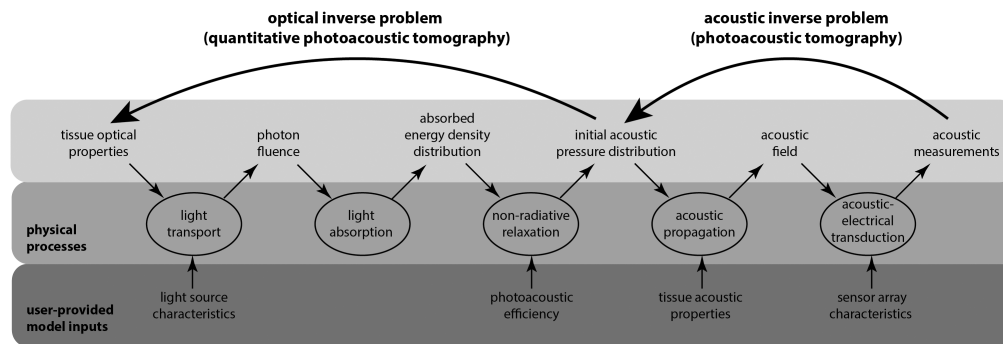 optical inverse problem
(quantitative photoacoustic tomography)
acoustic inverse problem
(photoacoustic tomography)
tissue optical
properties
photon
fluence
absorbed
energy density
distribution
initial acoustic
pressure distribution
acoustic
field
acoustic
measurements
physical
processes
light
transport
light
absorption
non-radiative
relaxation
acoustic
propagation
acoustic-
electrical
transduction
user-provided
model inputs
light source
characteristics
photoacoustic
efficiency
tissue acoustic
properties
sensor array
characteristics